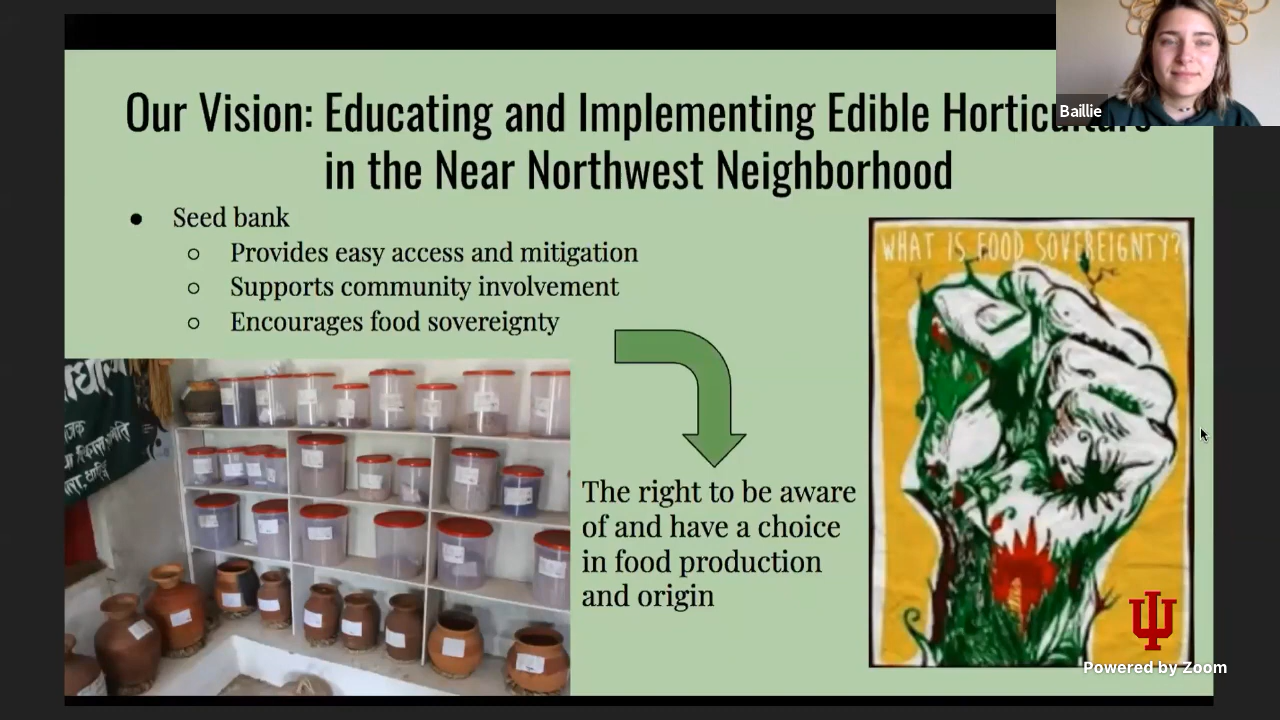 Baillie
Our Vision: Educating and Implementing Edible Horticulture
in the Near Northwest Neighborhood
● Seed bank
○ Provides easy access and mitigation
○ Supports community involvement
○ Encourages food sovereignty
WHAT IS FOOD SOVEREIGNTY?
The right to be aware
of and have a choice
in food production
and origin
Powered by Zoom